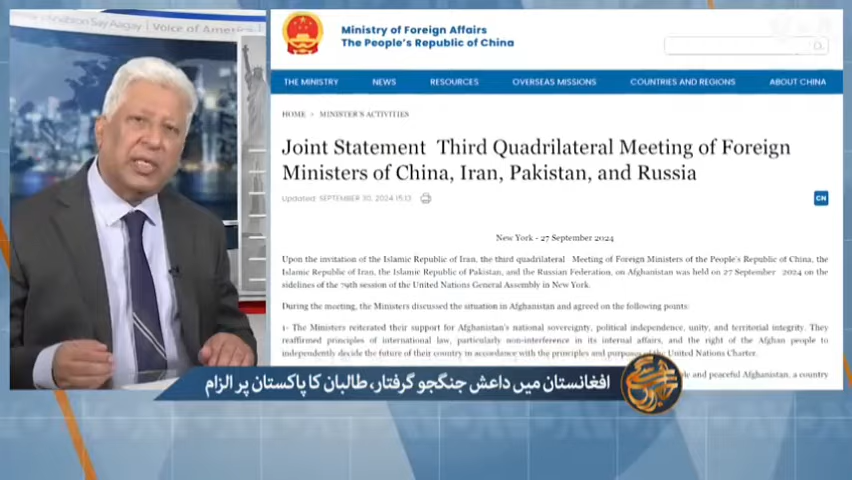 Say Aagay | Voice of America
VOA
Ministry of Foreign Affairs
The People's Republic of China
THE MINISTRY NEWS RESOURCES OVERSEAS MISSIONS COUNTRIES AND REGIONS ABOUT CHINA
HOME > MINISTER'S ACTIVITIES
Joint Statement Third Quadrilateral Meeting of Foreign
Ministers of China, Iran, Pakistan, and Russia
Updated: SEPTEMBER 30, 2024 15:13
CN
New York - 27 September 2024
Upon the invitation of the Islamic Republic of Iran, the third quadrilateral Meeting of Foreign Ministers of the People's Republic of China, the
Islamic Republic of Iran, the Islamic Republic of Pakistan, and the Russian Federation, on Afghanistan was held on 27 September 2024 on the
sidelines of the 79th session of the United Nations General Assembly in New York.
During the meeting, the Ministers discussed the situation in Afghanistan and agreed on the following points:
1- The Ministers reiterated their support for Afghanistan's national sovereignty, political independence, unity, and territorial integrity. They
reaffirmed principles of international law, particularly non-interference in its internal affairs, and the right of the Afghan people to
independently decide the future of their country in accordance with the principles and purposes of the United Nations Charter.
and peaceful Afghanistan, a country
افغانستان میں داعش جنگجو گرفتار، طالبان کا پاکستان پر الزام